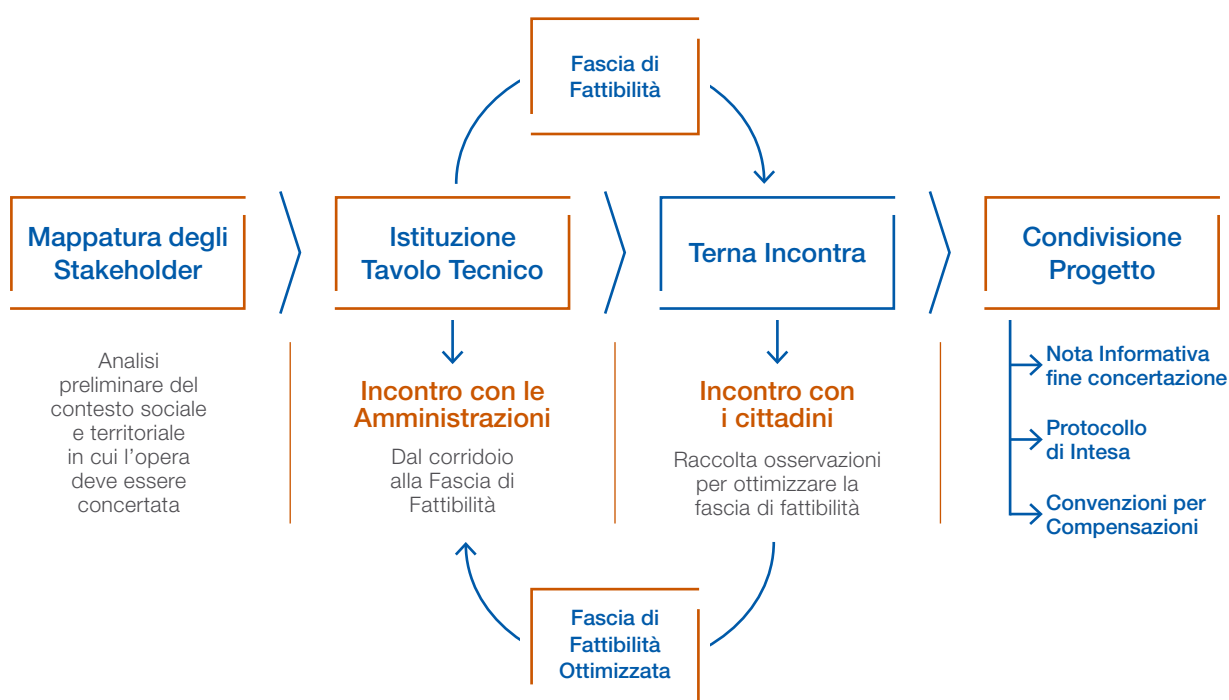 Fascia di
Fattibilità
Mappatura degli
Stakeholder
Istituzione
Tavolo Tecnico
Terna Incontra
Condivisione
Progetto
Analisi
preliminare del
contesto sociale
e territoriale
in cui l'opera
deve essere
concertata
Incontro con le
Amministrazioni
Dal corridoio
alla Fascia di
Fattibilità
Incontro con
i cittadini
Raccolta osservazioni
per ottimizzare la
fascia di fattibilità
Nota Informativa
fine concertazione
Protocollo
di Intesa
Convenzioni per
Compensazioni
Fascia di
Fattibilità
Ottimizzata